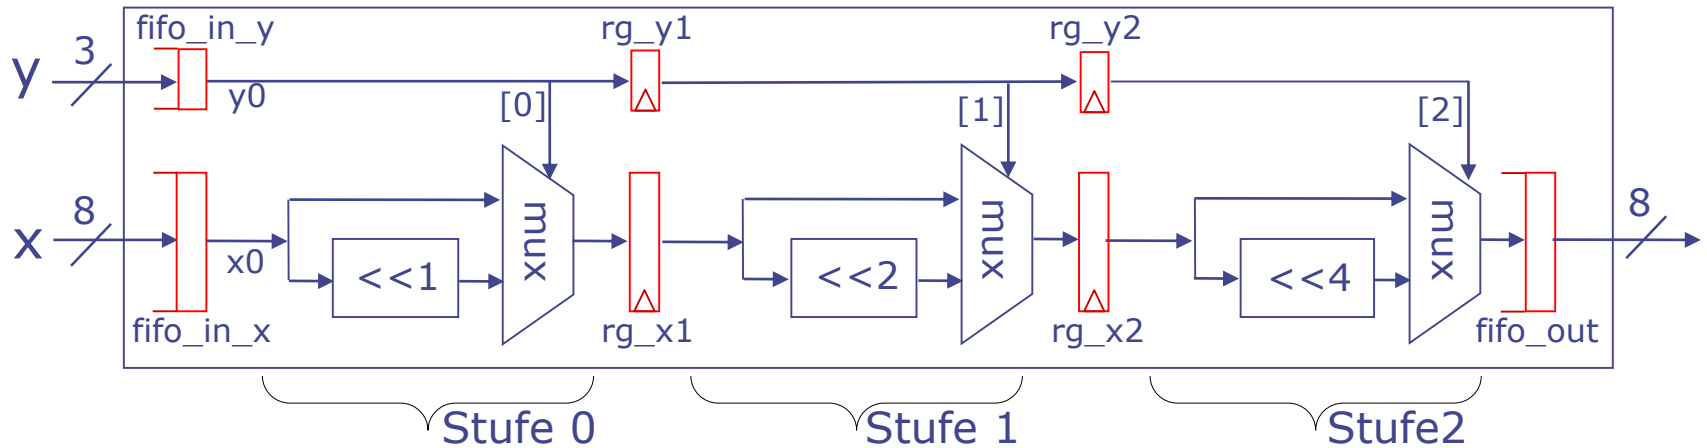 fifo_in_y
rg_y1
rg_y2
y
3
y0
[0]
[1]
[2]
x
8
x0
<<1
mux
<<2
mux
<<4
mux
8
fifo_in_x
rg_x1
rg_x2
fifo_out
Stufe 0
Stufe 1
Stufe2